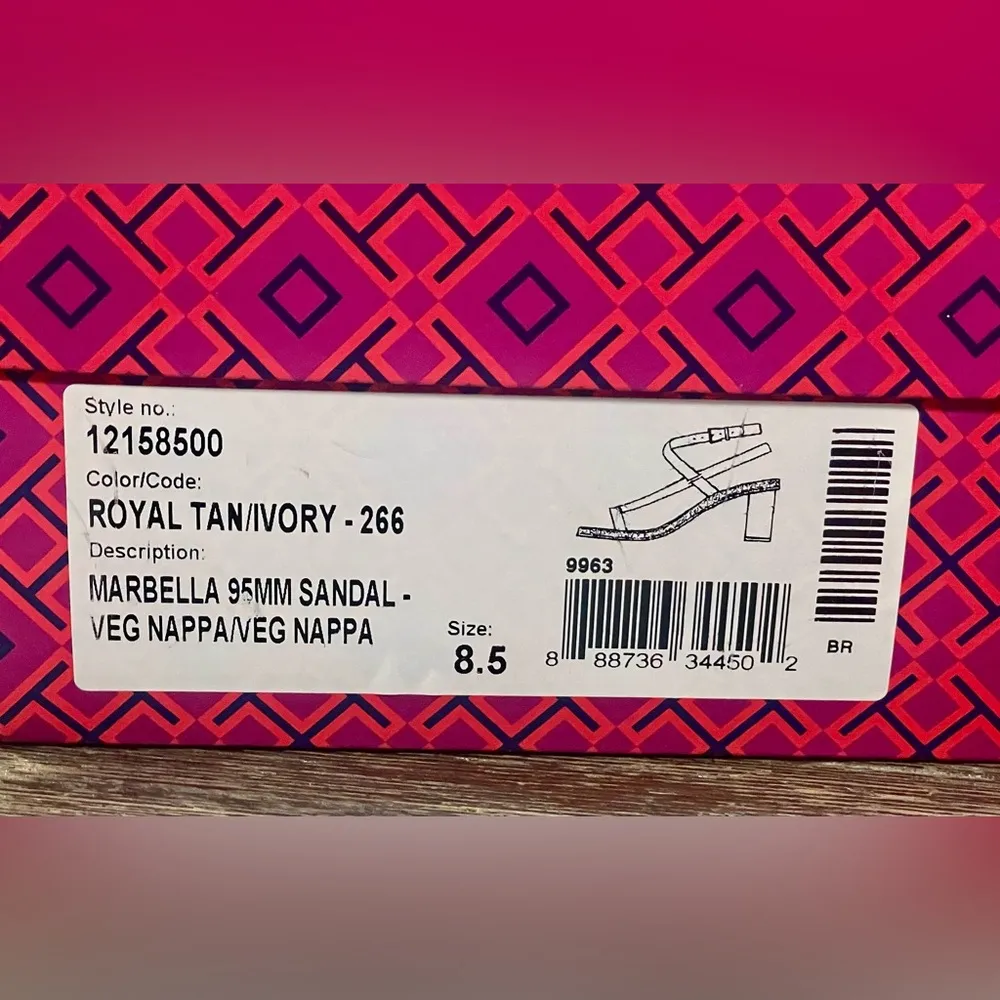 Style no.:
12158500
Color/Code:
ROYAL TAN/IVORY - 266
Description:
MARBELLA 95MM SANDAL -
VEG NAPPA/VEG NAPPA
Size:
8.5
9963
8 88736 34450 2
BR